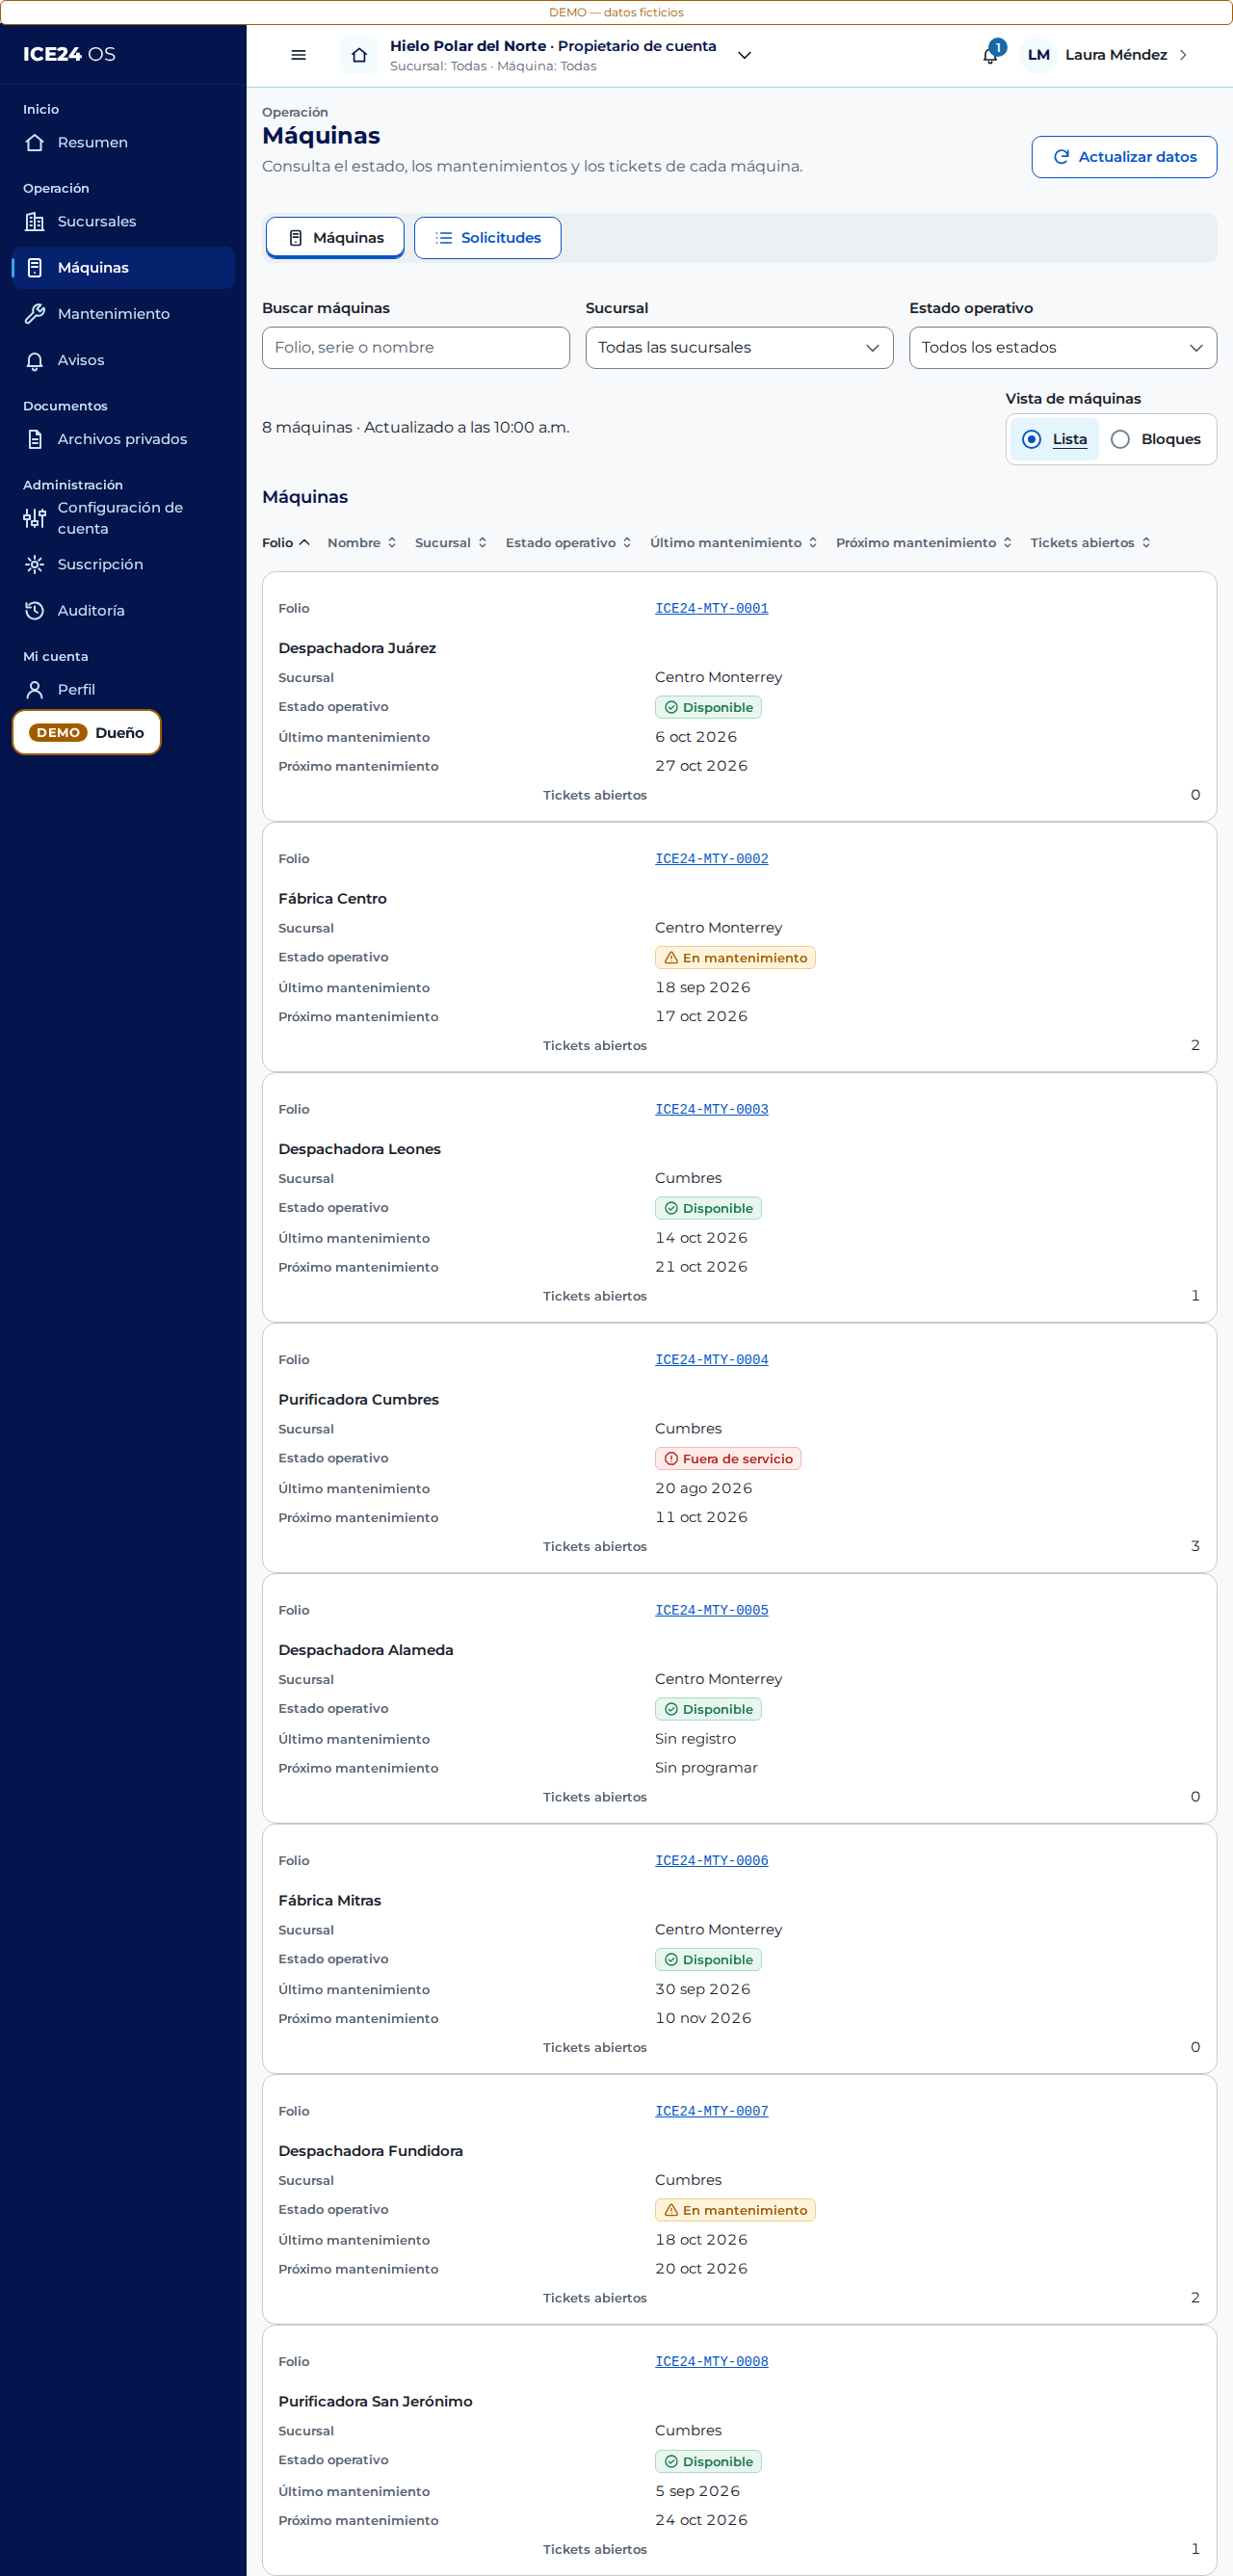 DEMO — datos ficticios
ICE24 OS
Inicio
Resumen
Operación
Sucursales
Máquinas
Mantenimiento
Avisos
Documentos
Archivos privados
Administración
Configuración de
cuenta
Suscripción
Auditoría
Mi cuenta
Perfil
DEMO Dueño
Hielo Polar del Norte · Propietario de cuenta
Sucursal: Todas · Máquina: Todas
1
LM Laura Méndez
Operación
Máquinas
Consulta el estado, los mantenimientos y los tickets de cada máquina.
Actualizar datos
Máquinas Solicitudes
Buscar máquinas Sucursal Estado operativo
Folio, serie o nombre Todas las sucursales Todos los estados
Vista de máquinas
8 máquinas · Actualizado a las 10:00 a.m.
Lista Bloques
Máquinas
Folio Nombre Sucursal Estado operativo Último mantenimiento Próximo mantenimiento Tickets abiertos
Folio ICE24-MTY-0001
Despachadora Juárez
Sucursal Centro Monterrey
Estado operativo Disponible
Último mantenimiento 6 oct 2026
Próximo mantenimiento 27 oct 2026
Tickets abiertos 0
Folio ICE24-MTY-0002
Fábrica Centro
Sucursal Centro Monterrey
Estado operativo En mantenimiento
Último mantenimiento 18 sep 2026
Próximo mantenimiento 17 oct 2026
Tickets abiertos 2
Folio ICE24-MTY-0003
Despachadora Leones
Sucursal Cumbres
Estado operativo Disponible
Último mantenimiento 14 oct 2026
Próximo mantenimiento 21 oct 2026
Tickets abiertos 1
Folio ICE24-MTY-0004
Purificadora Cumbres
Sucursal Cumbres
Estado operativo Fuera de servicio
Último mantenimiento 20 ago 2026
Próximo mantenimiento 11 oct 2026
Tickets abiertos 3
Folio ICE24-MTY-0005
Despachadora Alameda
Sucursal Centro Monterrey
Estado operativo Disponible
Último mantenimiento Sin registro
Próximo mantenimiento Sin programar
Tickets abiertos 0
Folio ICE24-MTY-0006
Fábrica Mitras
Sucursal Centro Monterrey
Estado operativo Disponible
Último mantenimiento 30 sep 2026
Próximo mantenimiento 10 nov 2026
Tickets abiertos 0
Folio ICE24-MTY-0007
Despachadora Fundidora
Sucursal Cumbres
Estado operativo En mantenimiento
Último mantenimiento 18 oct 2026
Próximo mantenimiento 20 oct 2026
Tickets abiertos 2
Folio ICE24-MTY-0008
Purificadora San Jerónimo
Sucursal Cumbres
Estado operativo Disponible
Último mantenimiento 5 sep 2026
Próximo mantenimiento 24 oct 2026
Tickets abiertos 1